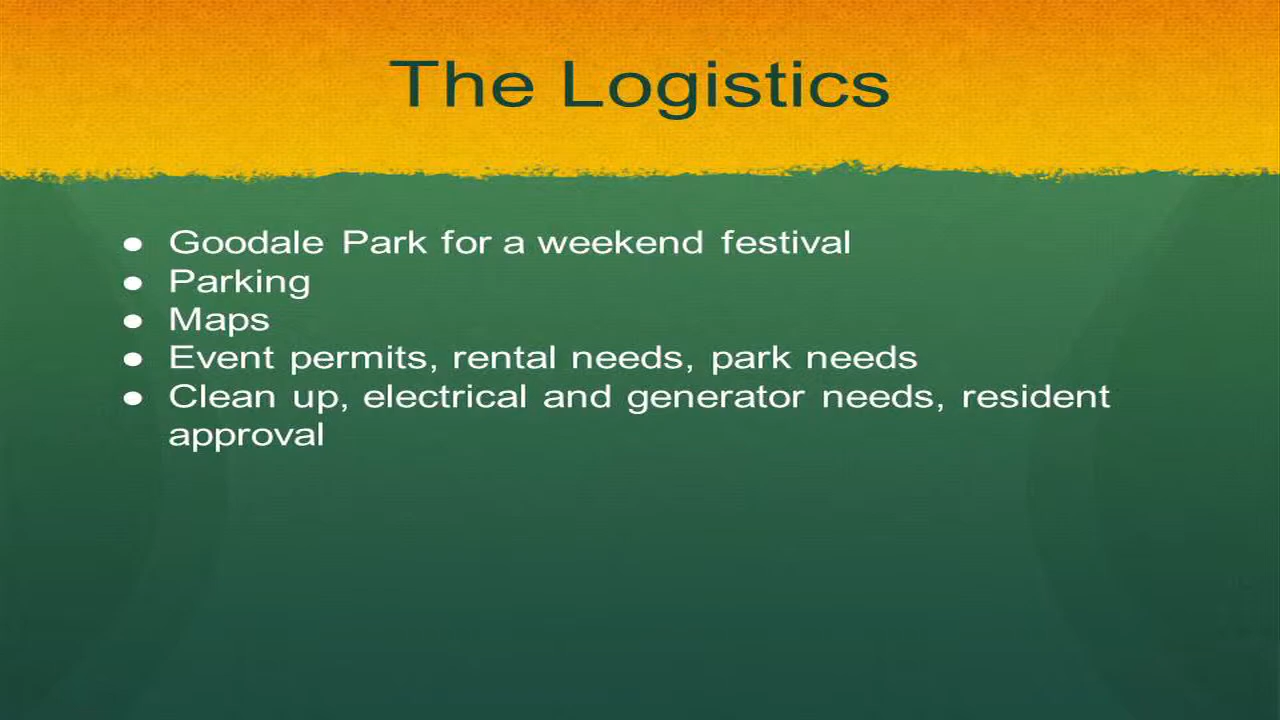 The Logistics
● Goodale Park for a weekend festival
● Parking
● Maps
● Event permits, rental needs, park needs
● Clean up, electrical and generator needs, resident
approval